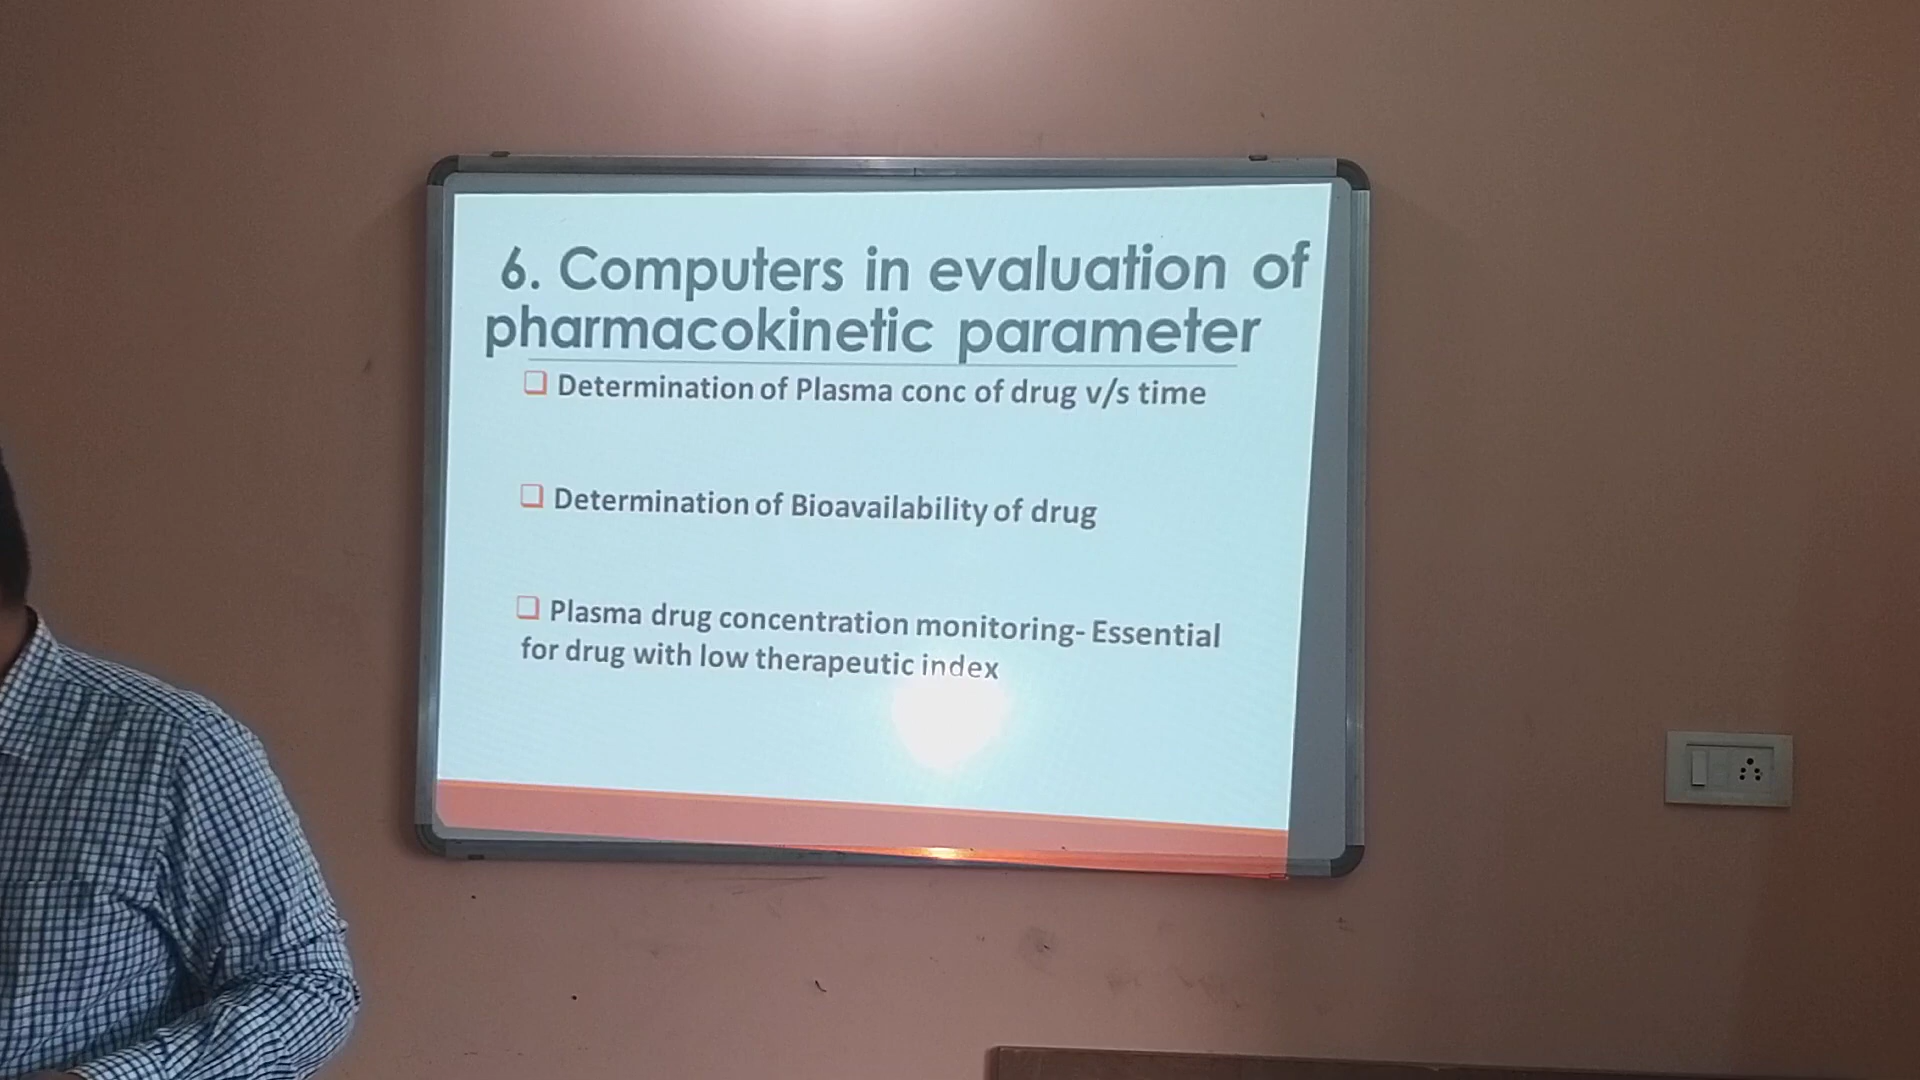 6. Computers in evaluation of
pharmacokinetic parameter
Determination of Plasma conc of drug v/s time
Determination of Bioavailability of drug
Plasma drug concentration monitoring- Essential
for drug with low therapeutic index